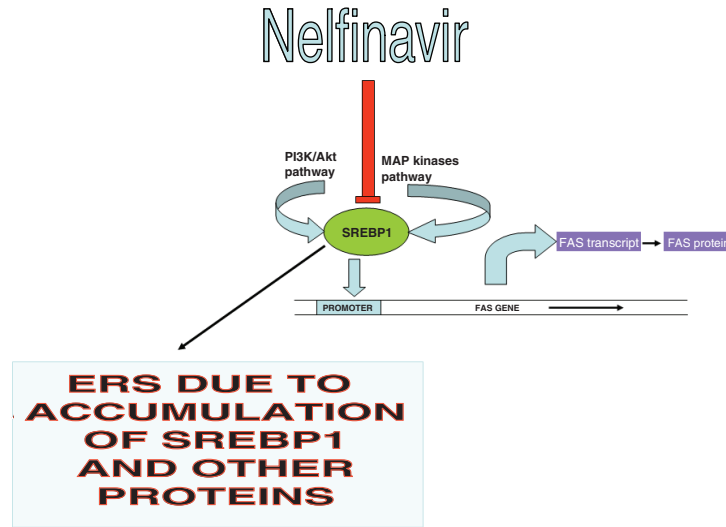 Nelfinavir
PI3K/Akt
pathway
MAP kinases
pathway
SREBP1
FAS transcript
FAS protein
PROMOTER
FAS GENE
ERS DUE TO
ACCUMULATION
OF SREBP1
AND OTHER
PROTEINS